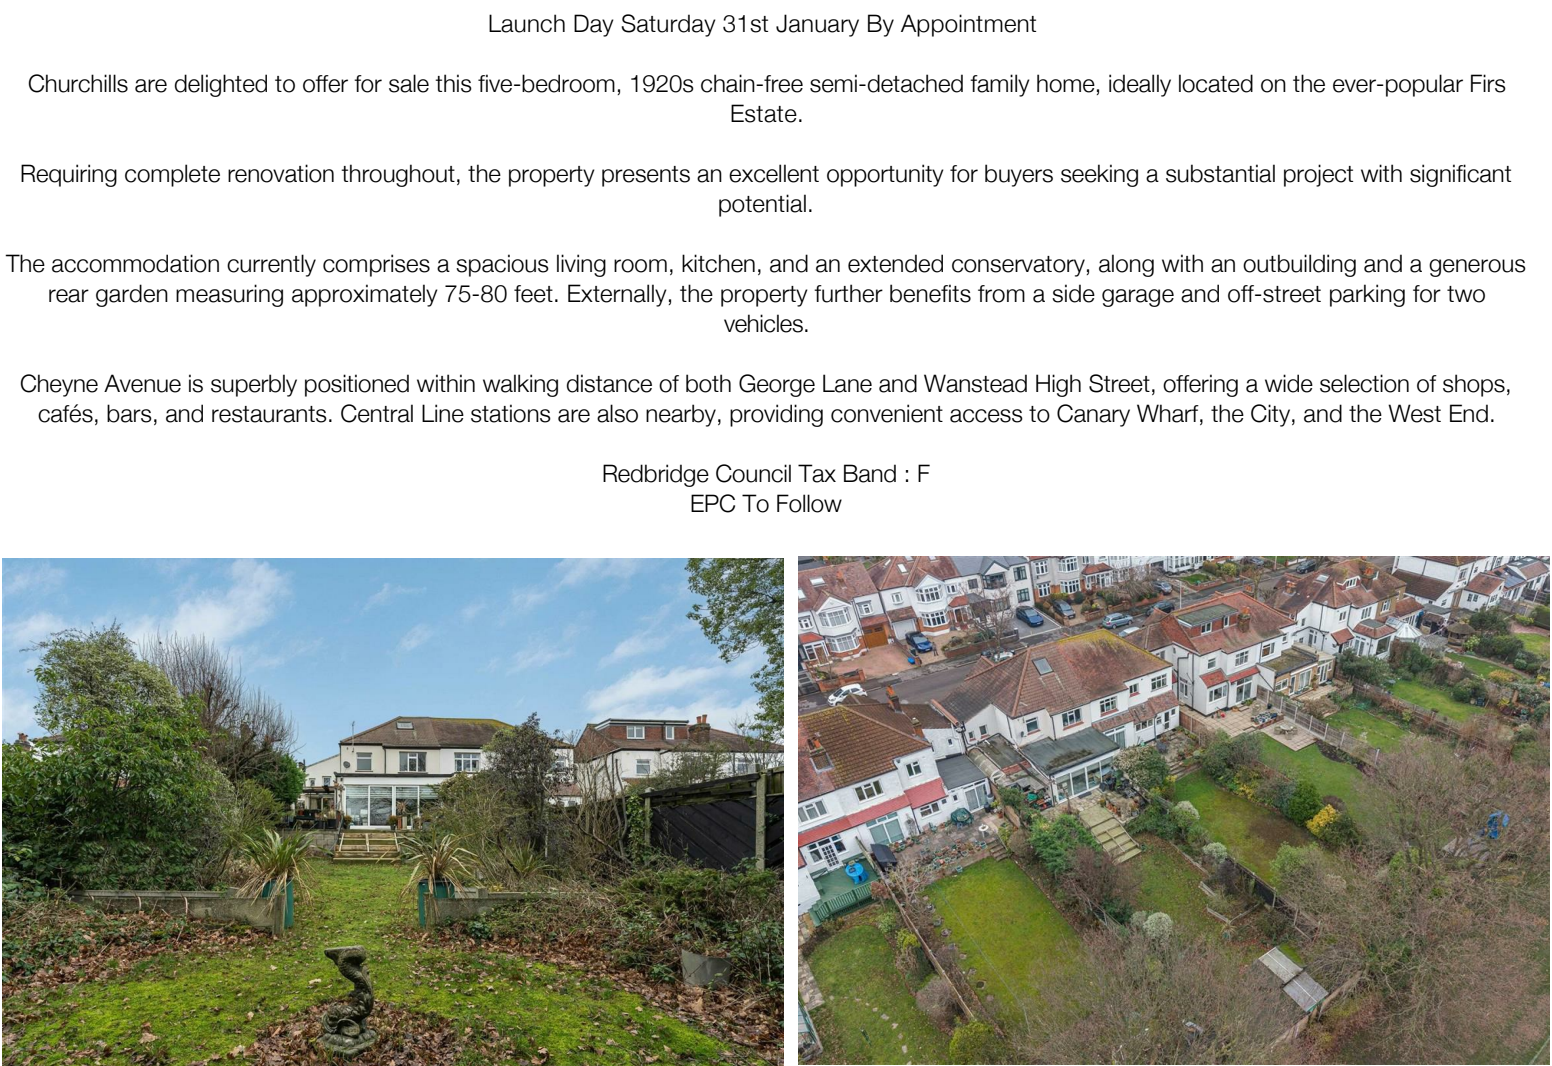 Launch Day Saturday 31st January By Appointment
Churchills are delighted to offer for sale this five-bedroom, 1920s chain-free semi-detached family home, ideally located on the ever-popular Firs
Estate.
Requiring complete renovation throughout, the property presents an excellent opportunity for buyers seeking a substantial project with significant
potential.
The accommodation currently comprises a spacious living room, kitchen, and an extended conservatory, along with an outbuilding and a generous
rear garden measuring approximately 75-80 feet. Externally, the property further benefits from a side garage and off-street parking for two
vehicles.
Cheyne Avenue is superbly positioned within walking distance of both George Lane and Wanstead High Street, offering a wide selection of shops,
cafés, bars, and restaurants. Central Line stations are also nearby, providing convenient access to Canary Wharf, the City, and the West End.
Redbridge Council Tax Band : F
EPC To Follow